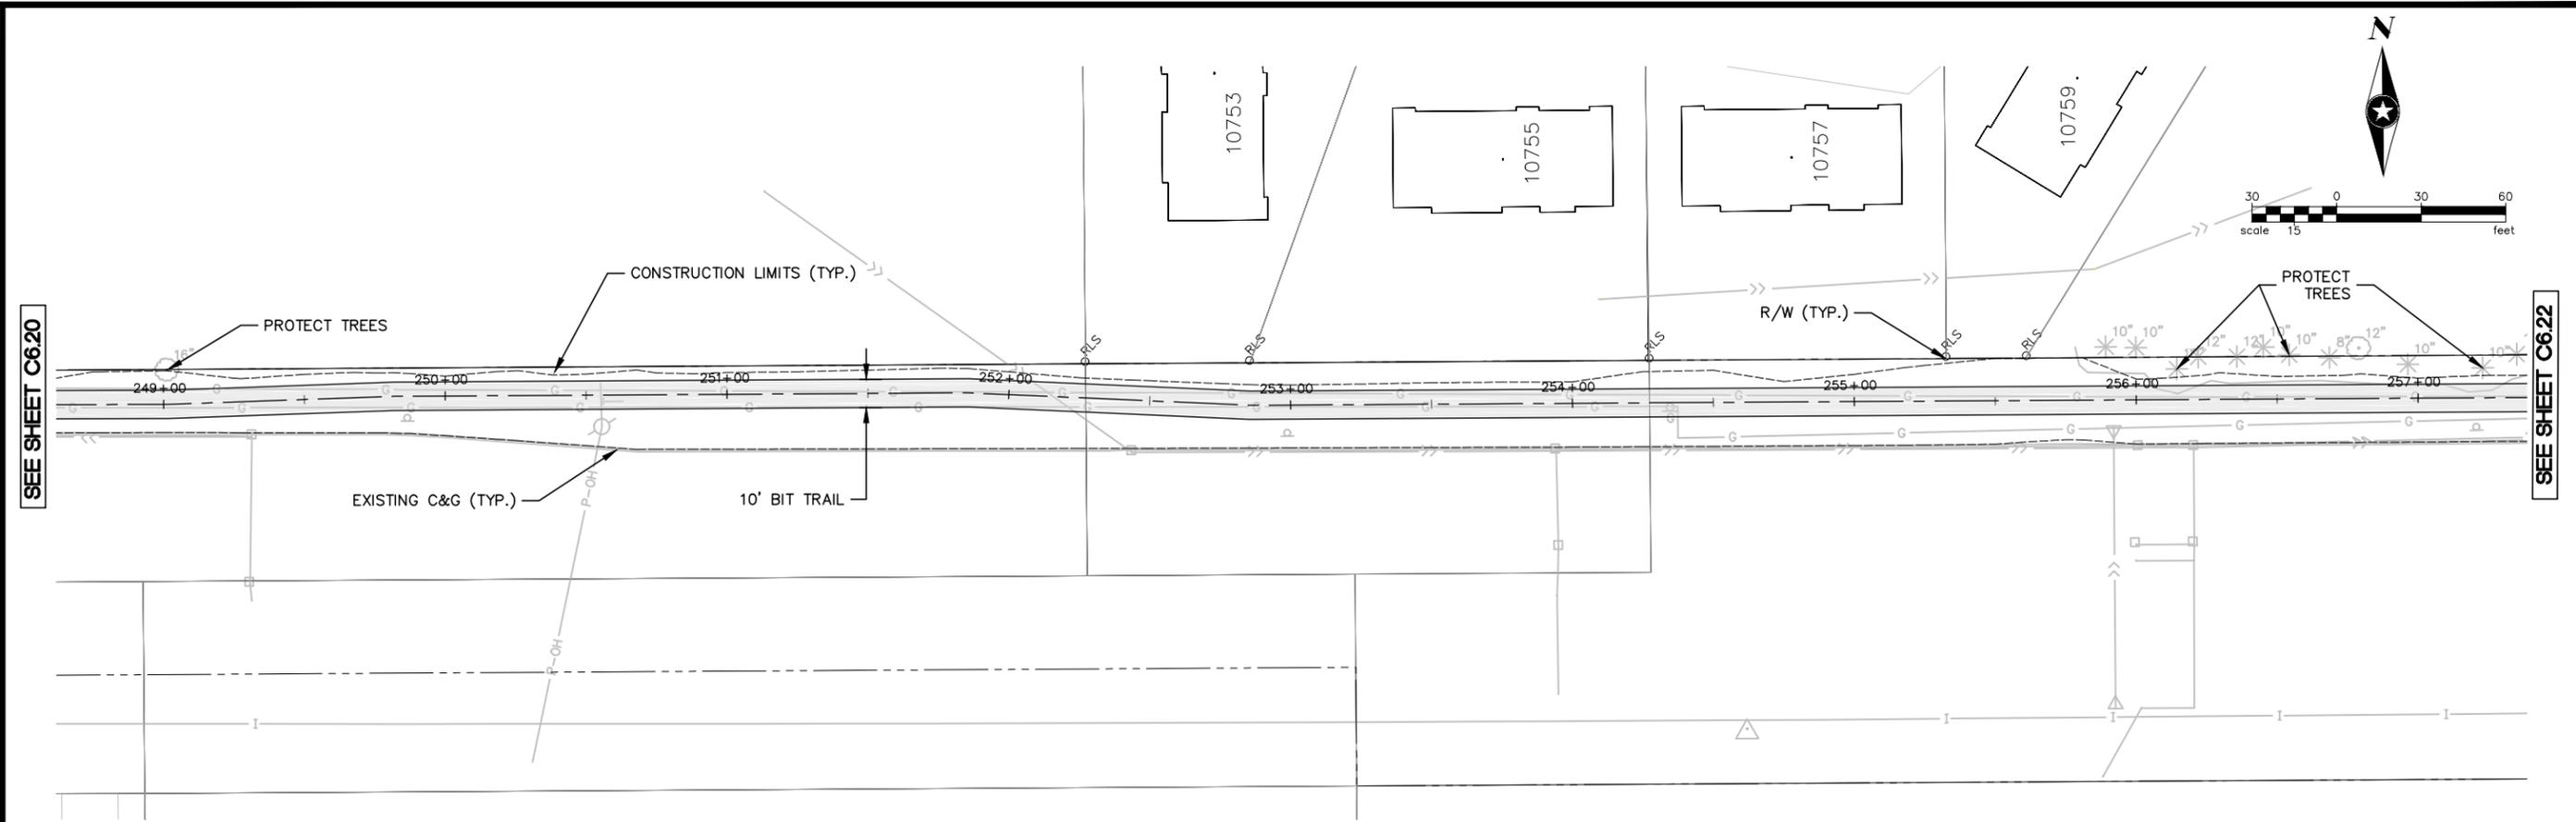 N
10753
10755
10757
10759
30 0 30 60
scale 15 feet
CONSTRUCTION LIMITS (TYP.)
PROTECT TREES
R/W (TYP.)
PROTECT
TREES
SEE SHEET C6.20
SEE SHEET C6.22
RLS
RLS
RLS
RLS
RLS
16"
10" 10"
12" 12" 10" 10" 8" 12" 10" 10"
249+00
250+00
251+00
252+00
253+00
254+00
255+00
256+00
257+00
G G G G G G G G G G G G G G G
G G G G G G G G G G G G G G
EXISTING C&G (TYP.)
10' BIT TRAIL
P-OH
P-OH
I I I I I